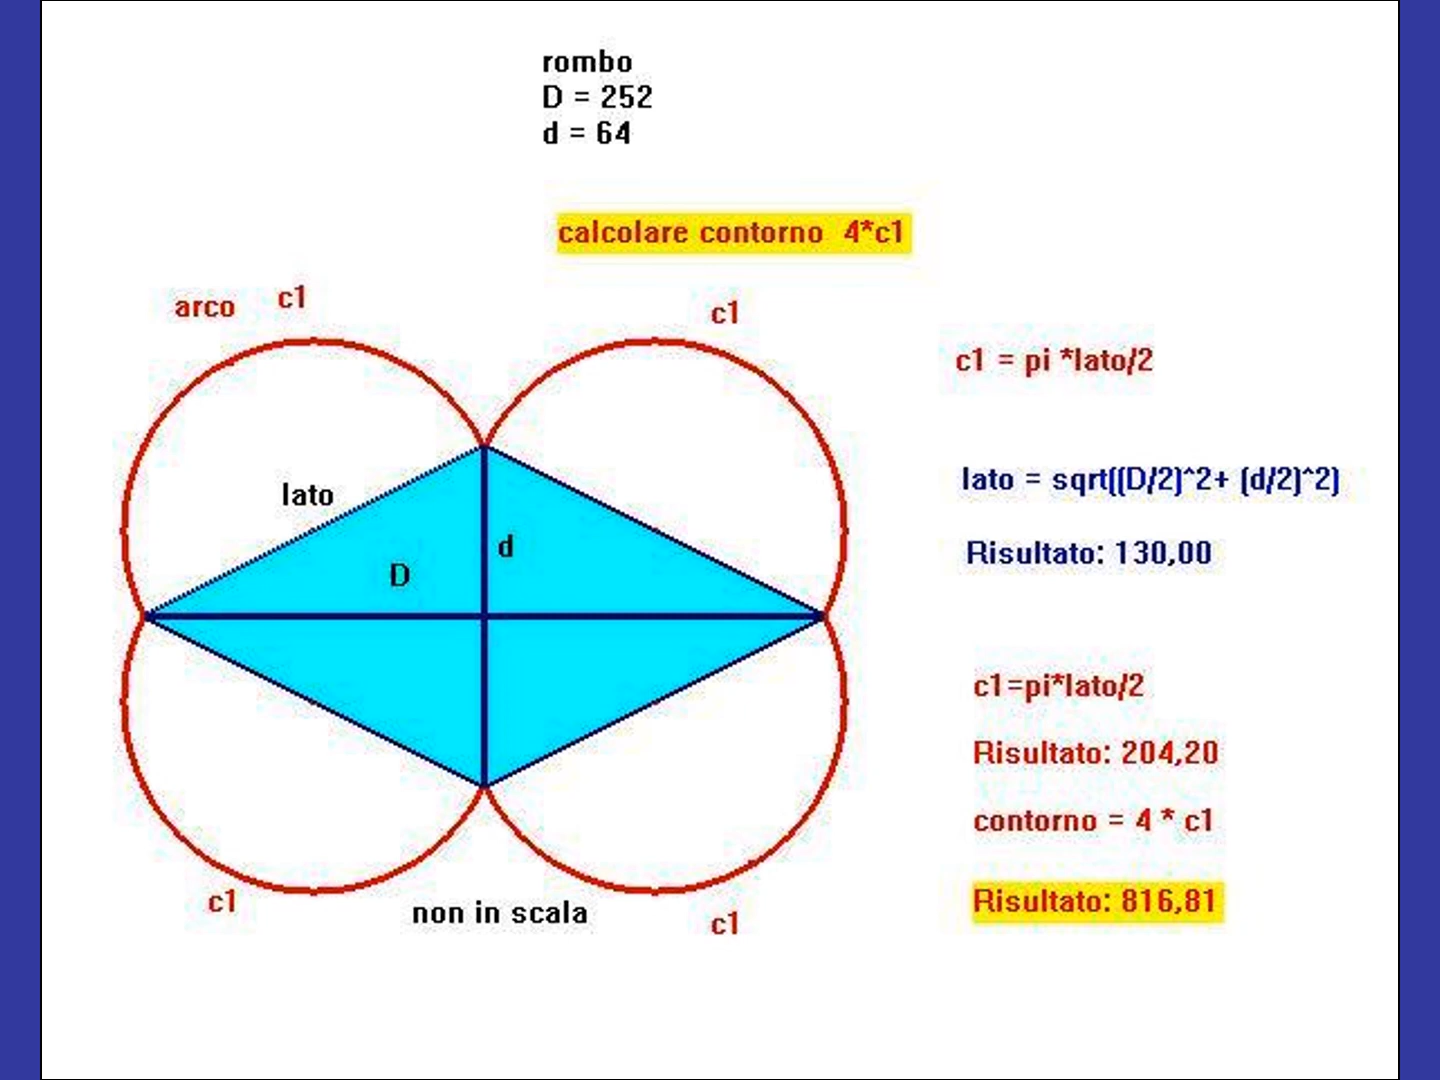 rombo
D = 252
d = 64
calcolare contorno 4*c1
arco c1
c1
c1 = pi *lato/2
lato
lato = sqrt((D/2)^2+ (d/2)^2)
d
D
Risultato: 130,00
c1=pi*lato/2
Risultato: 204,20
contorno = 4 * c1
c1
non in scala
c1
Risultato: 816,81